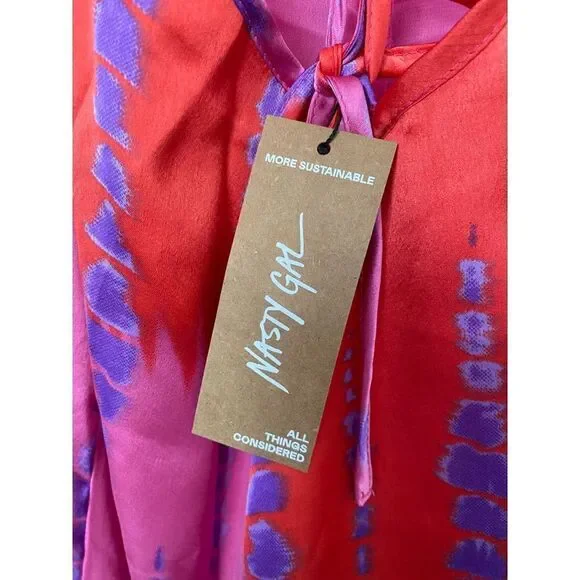 MORE SUSTAINABLE
NASTY GAL
ALL
THINGS
CONSIDERED